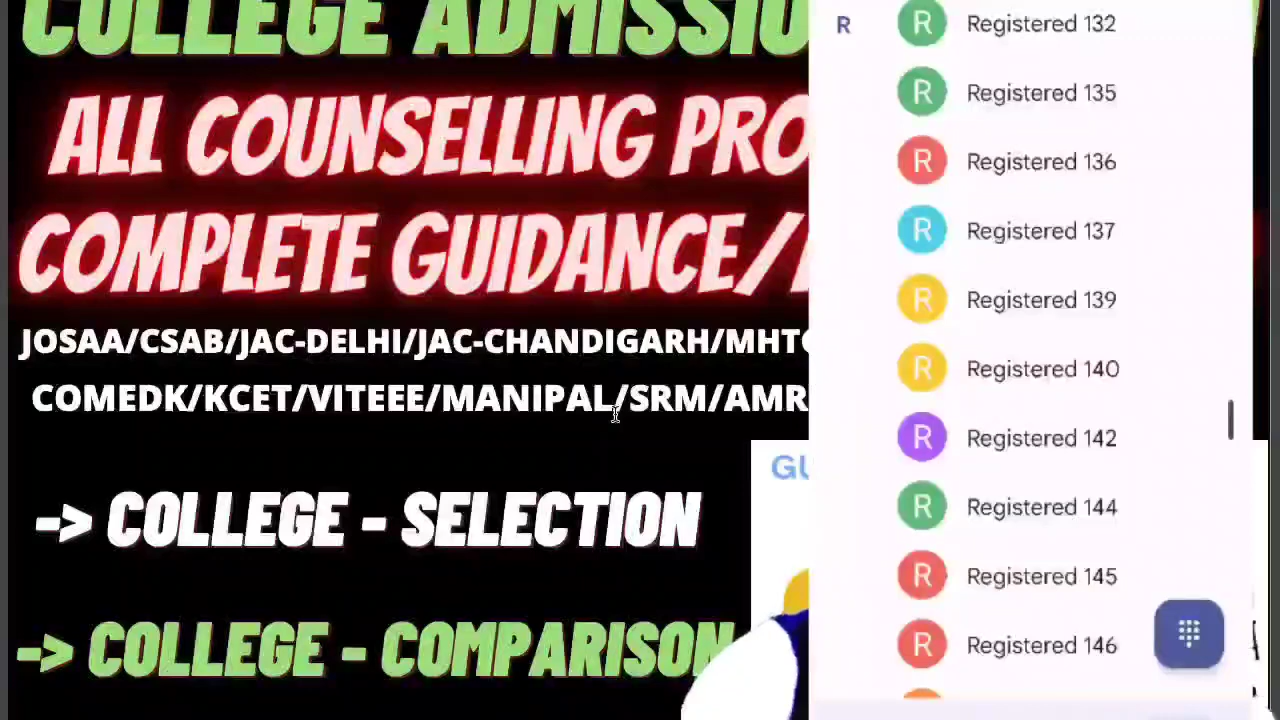 COLLEGE ADMISSIO
ALL COUNSELLING PRO
COMPLETE GUIDANCE/
JOSAA/CSAB/JAC-DELHI/JAC-CHANDIGARH/MHT
COMEDK/KCET/VITEEE/MANIPAL/SRM/AMR
-> COLLEGE - SELECTION
-> COLLEGE - COMPARISON
GU
R
R Registered 132
R Registered 135
R Registered 136
R Registered 137
R Registered 139
R Registered 140
R Registered 142
R Registered 144
R Registered 145
R Registered 146